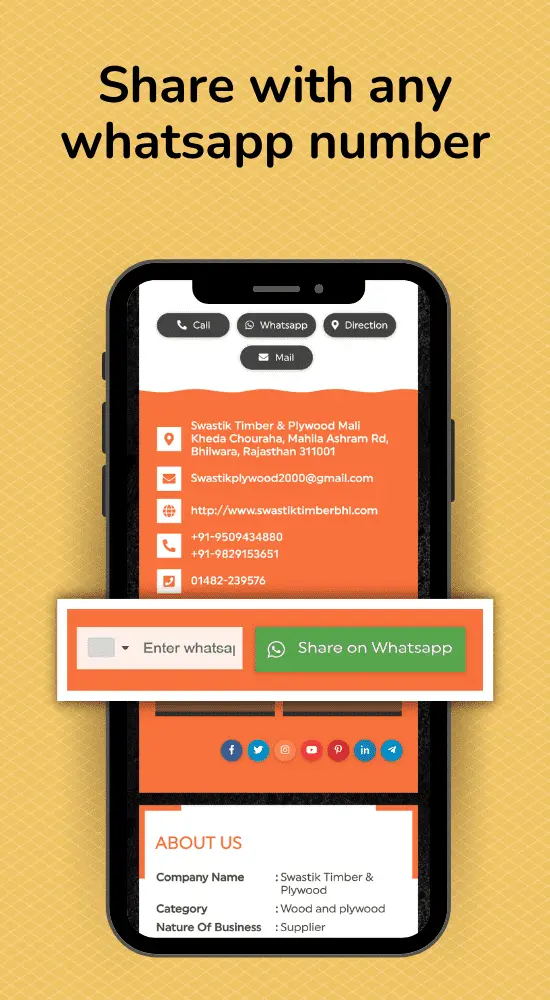 Share with any
whatsapp number
Call
Whatsapp
Direction
Mail
Swastik Timber & Plywood Mali
Kheda Chouraha, Mahila Ashram Rd,
Bhilwara, Rajasthan 311001
Swastikplywood2000@gmail.com
http://www.swastiktimberbhl.com
+91-9509434880
+91-9829153651
01482-239576
Enter whatsap
Share on Whatsapp
ABOUT US
Company Name : Swastik Timber &
Plywood
Category : Wood and plywood
Nature Of Business : Supplier